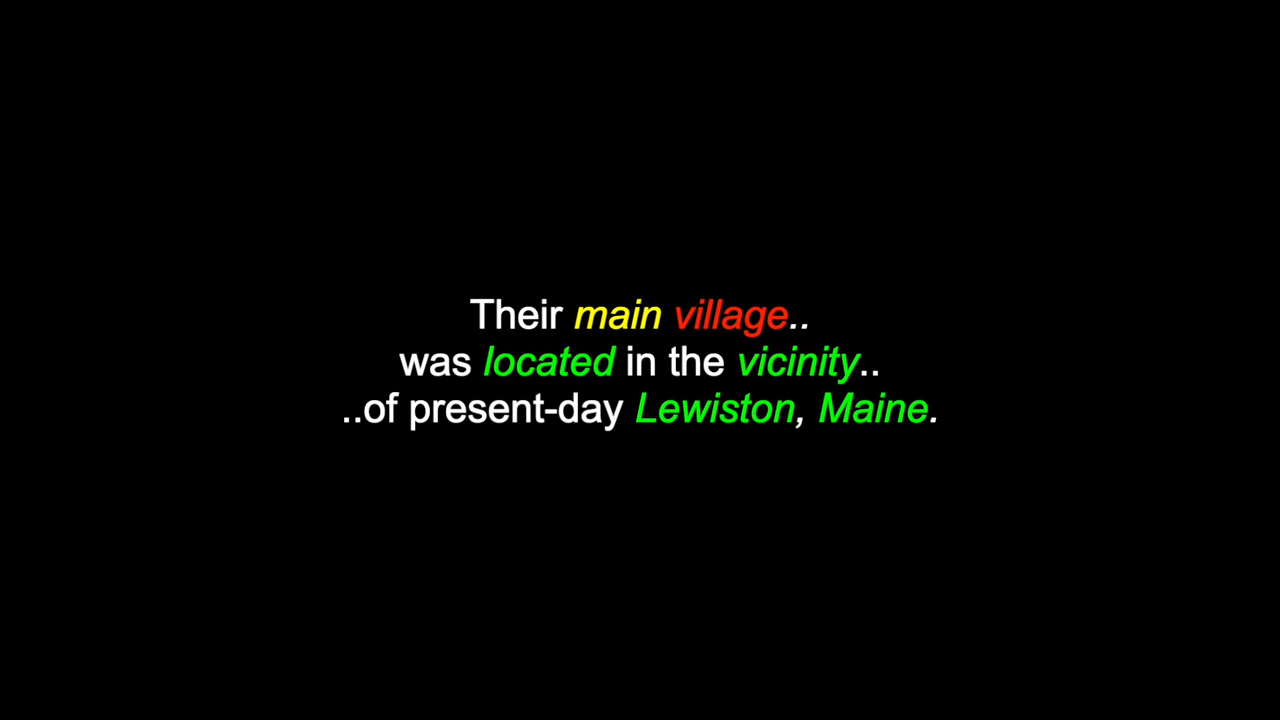 Their main village..
was located in the vicinity..
..of present-day Lewiston, Maine.